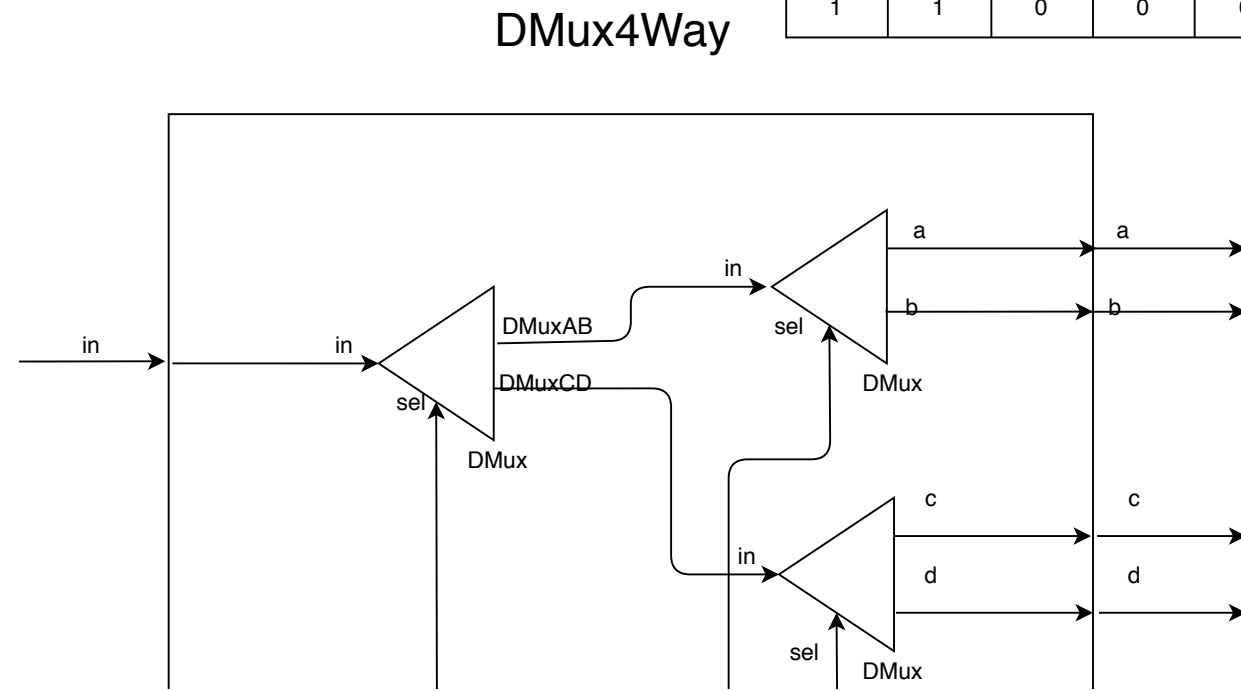 1 1 0 0
DMux4Way
a a
in
b b
DMuxAB
sel
in in
DMuxCD
DMux
sel
DMux
c c
in
d d
sel
DMux